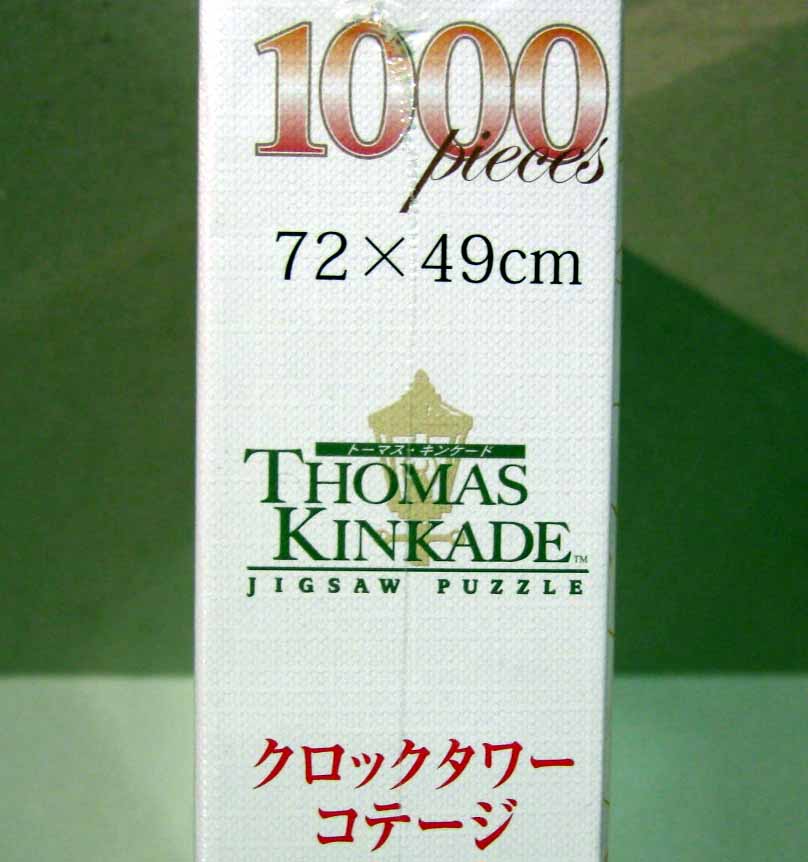 1000
pieces
72×49cm
トーマス・キンケード
THOMAS
KINKADE™
JIGSAW PUZZLE
クロックタワー
コテージ